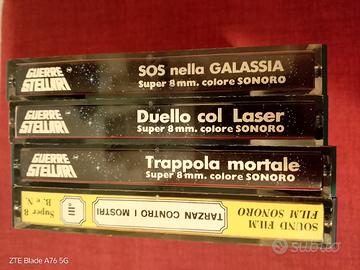 GUERRE
STELLARI
SOS nella GALASSIA
Super 8 mm. colore SONORO
GUERRE
STELLARI
Duello col Laser
Super 8 mm. colore SONORO
GUERRE
STELLARI
Trappola mortale
Super 8 mm. colore SONORO
SOUND FILM
FILM SONORO
TARZAN CONTRO I MOSTRI
Super 8
B. e N.
subito
ZTE Blade A76 5G